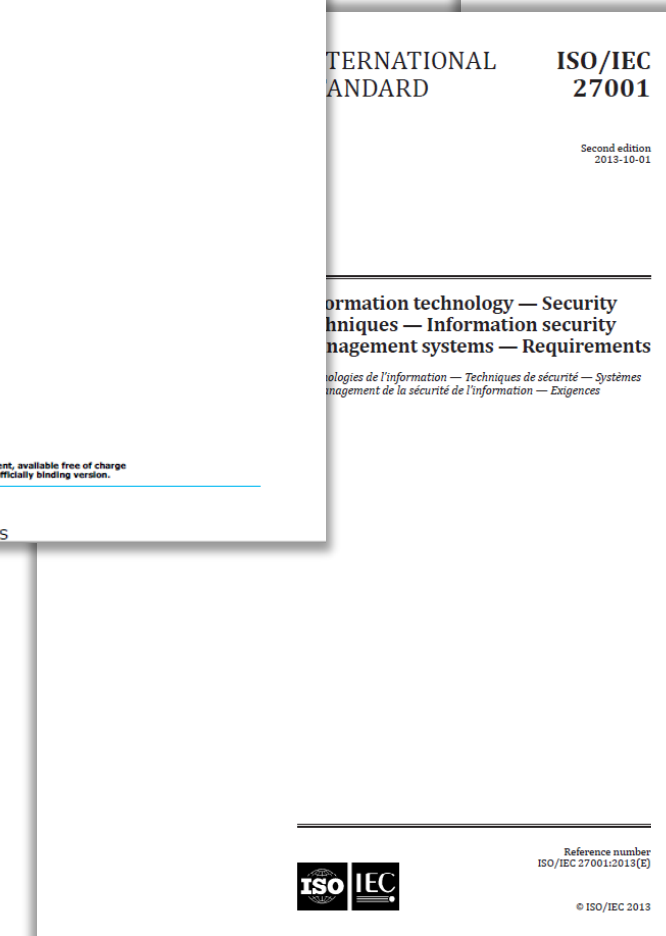 TERNATIONAL
ANDARD
ISO/IEC
27001
Second edition
2013-10-01
ormation technology — Security
hniques — Information security
nagement systems — Requirements
ologies de l'information — Techniques de sécurité — Systèmes
nagement de la sécurité de l'information — Exigences
ent, available free of charge
fficially binding version.
s
Reference number
ISO/IEC 27001:2013(E)
ISO IEC
© ISO/IEC 2013